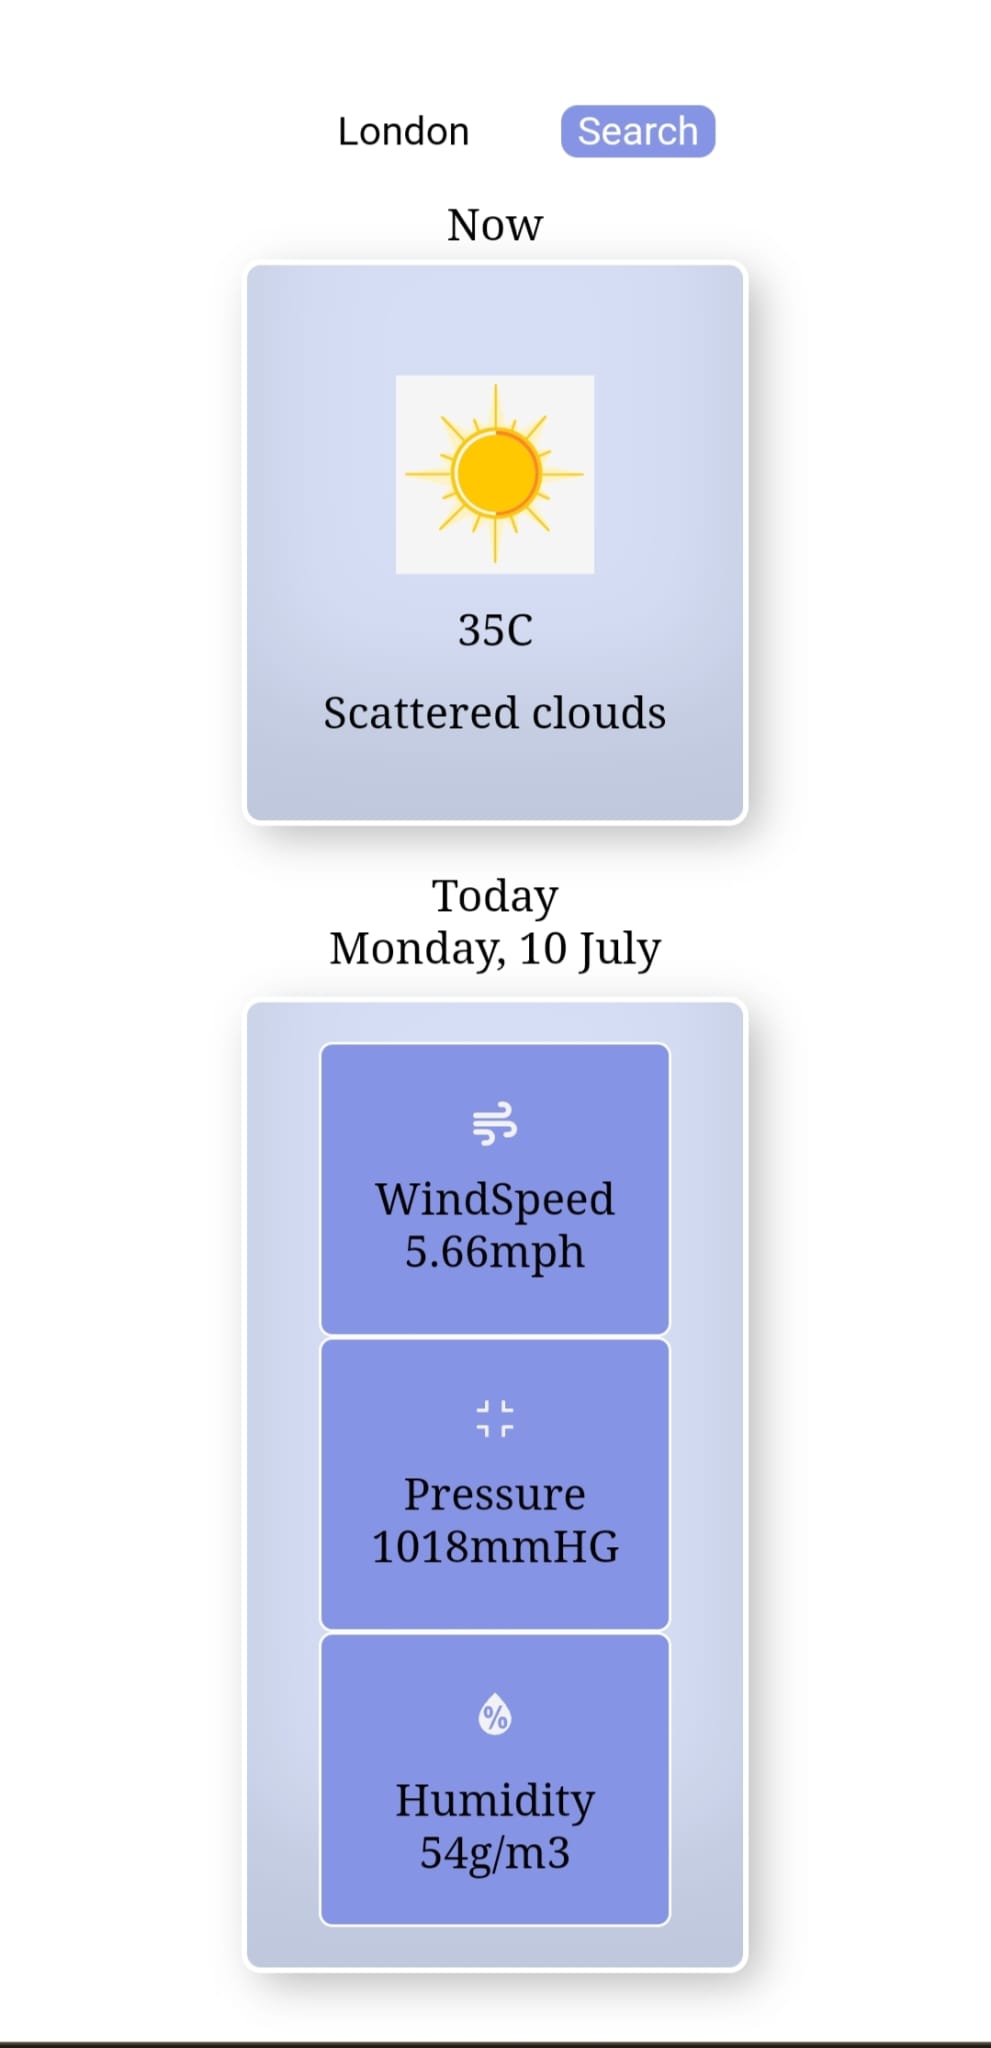 London
Search
Now
35C
Scattered clouds
Today
Monday, 10 July
WindSpeed
5.66mph
Pressure
1018mmHG
%
Humidity
54g/m3